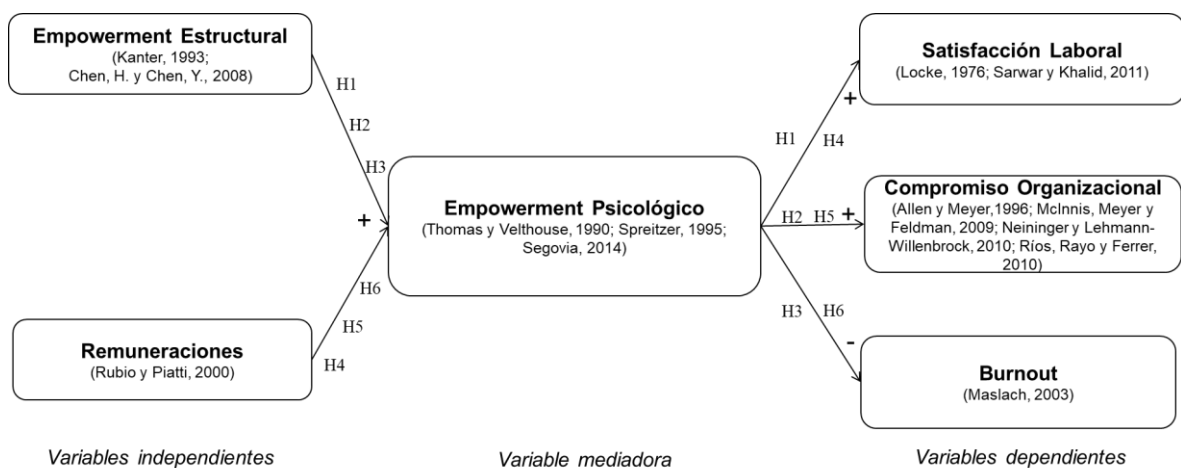 Empowerment Estructural
(Kanter, 1993;
Chen, H. y Chen, Y., 2008)
H1
H2
H3
+
H6
H5
H4
Remuneraciones
(Rubio y Piatti, 2000)
Variables independientes
Empowerment Psicológico
(Thomas y Velthouse, 1990; Spreitzer, 1995;
Segovia, 2014)
Variable mediadora
+
H1 H4
H2 H5 +
H3 H6
-
Satisfacción Laboral
(Locke, 1976; Sarwar y Khalid, 2011)
Compromiso Organizacional
(Allen y Meyer,1996; McInnis, Meyer y
Feldman, 2009; Neininger y Lehmann-
Willenbrock, 2010; Ríos, Rayo y Ferrer,
2010)
Burnout
(Maslach, 2003)
Variables dependientes